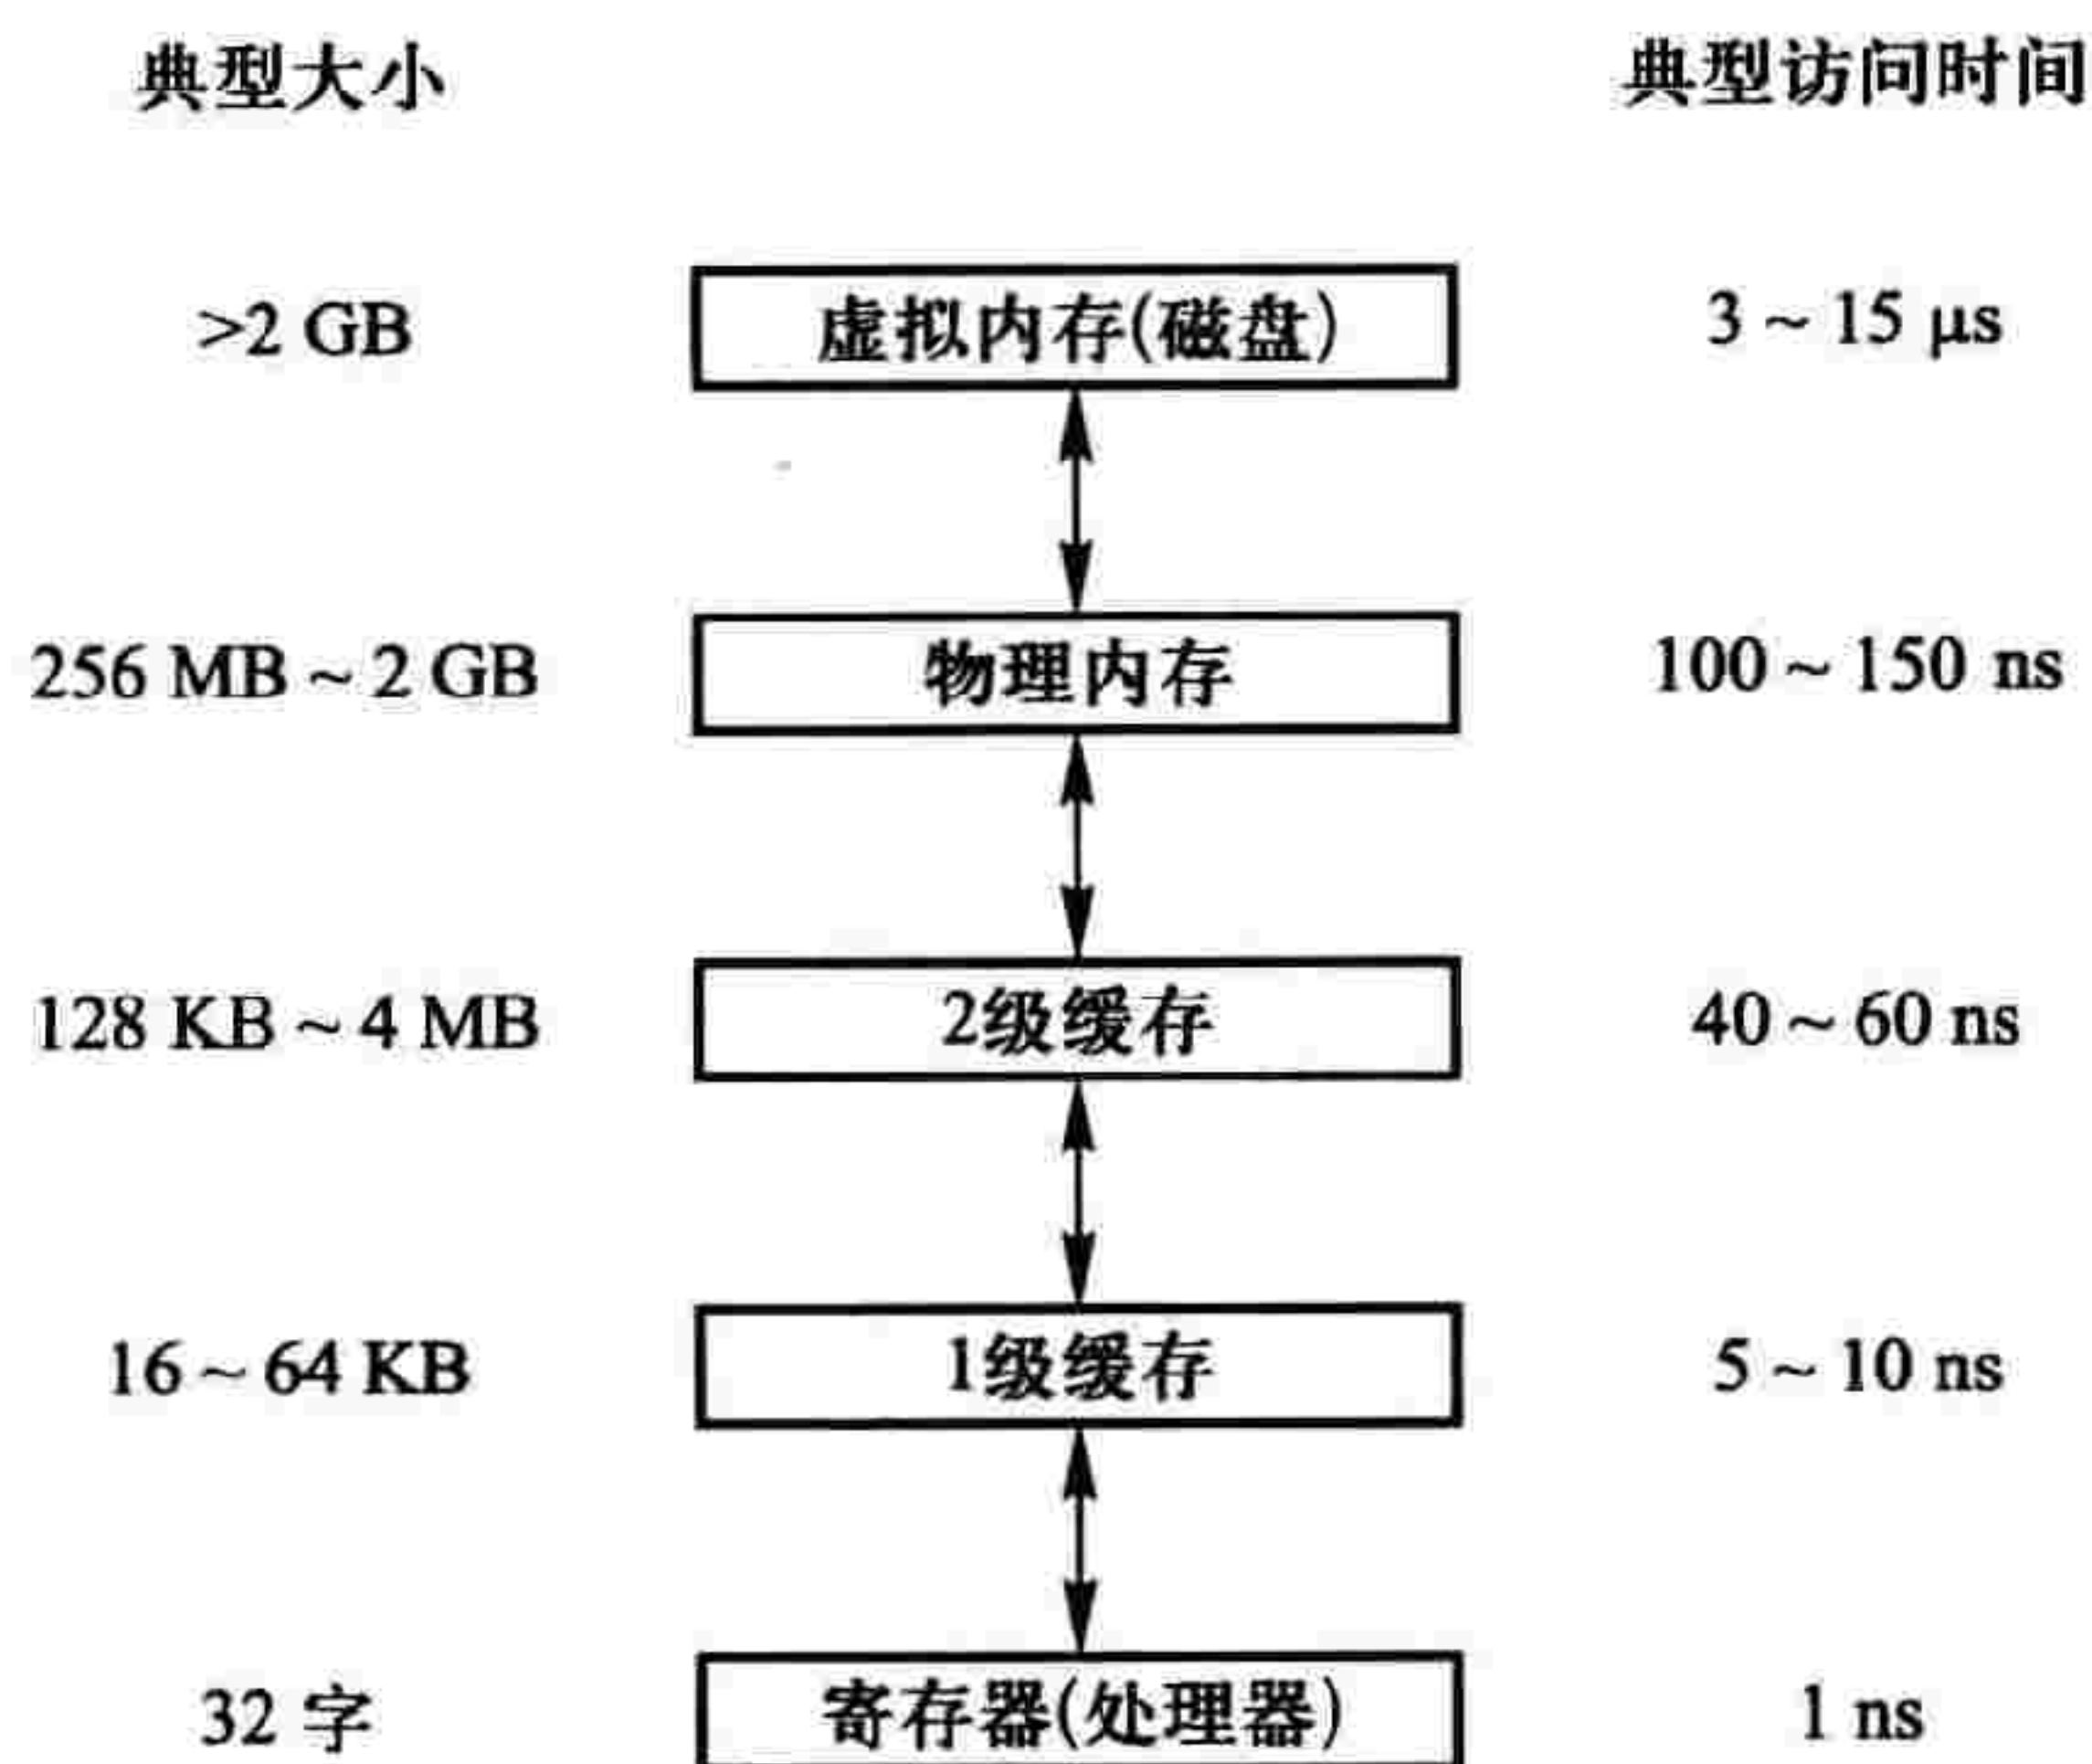 典型大小 典型访问时间
>2 GB 虚拟内存(磁盘) 3 ~ 15 μs
256 MB ~ 2 GB 物理内存 100 ~ 150 ns
128 KB ~ 4 MB 2级缓存 40 ~ 60 ns
16 ~ 64 KB 1级缓存 5 ~ 10 ns
32 字 寄存器(处理器) 1 ns